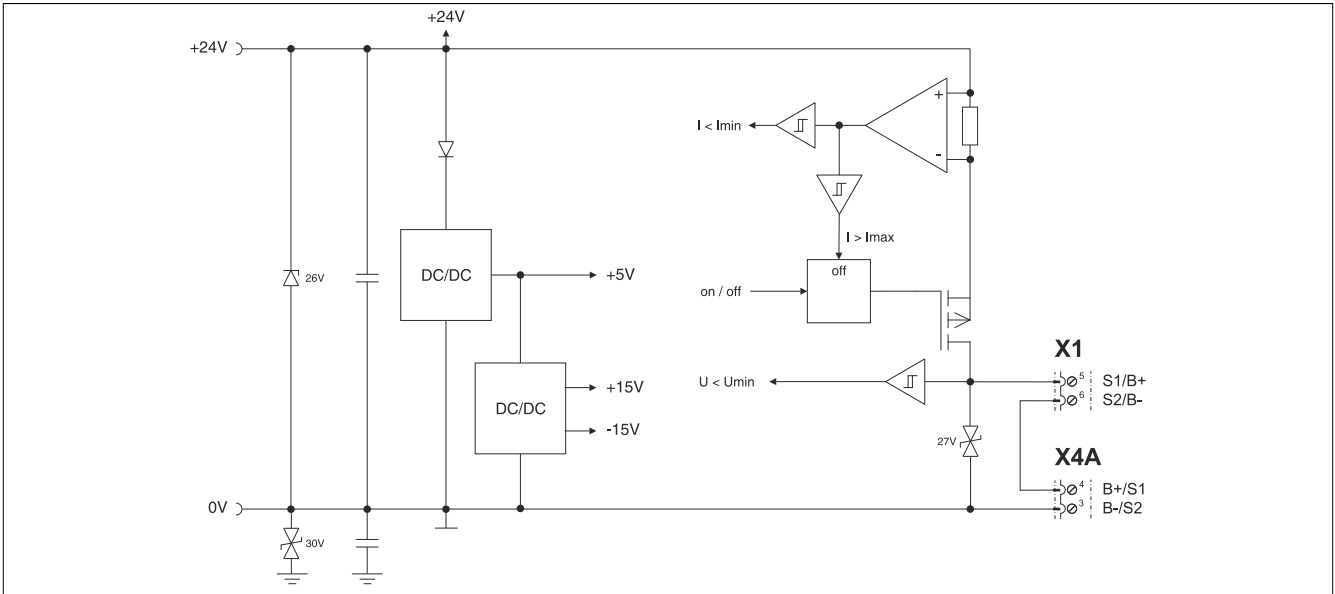 +24V
+24V
+
-
I < Imin
I > Imax
off
on / off
26V
DC/DC
+5V
DC/DC
+15V
-15V
U < Umin
X1
5 S1/B+
6 S2/B-
27V
X4A
4 B+/S1
3 B-/S2
0V
30V